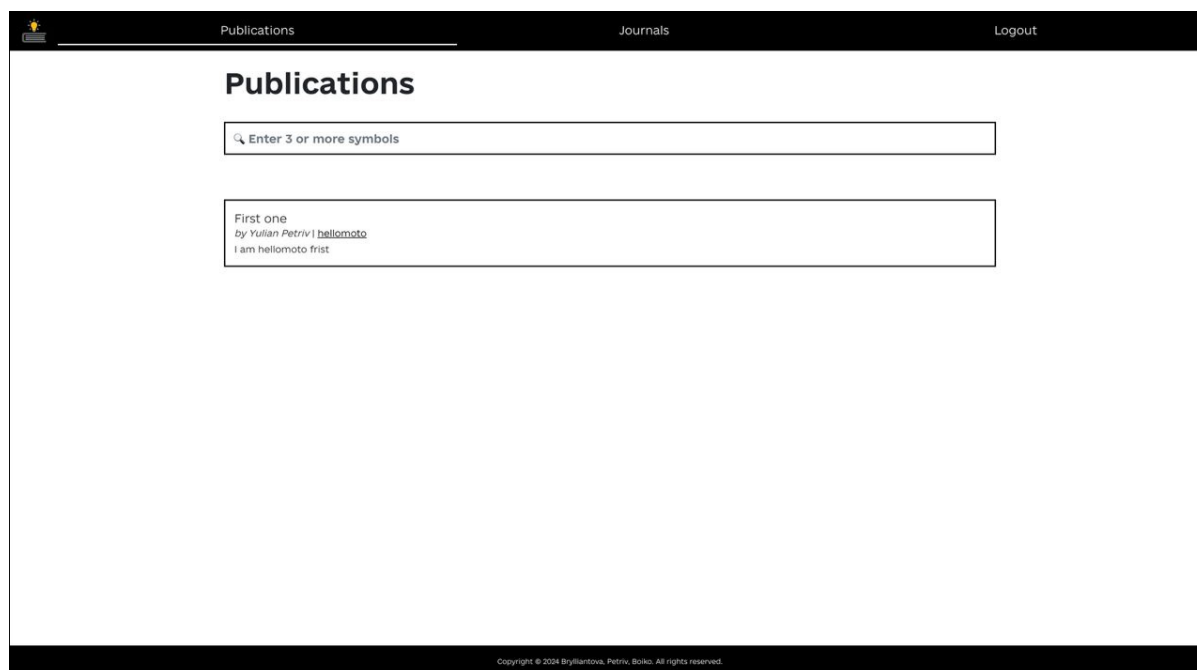 Publications Journals Logout
Publications
Enter 3 or more symbols
First one
by Yulian Petriv | hellomoto
I am hellomoto frist
Copyright © 2024 Brylliantova, Petriv, Boiko. All rights reserved.